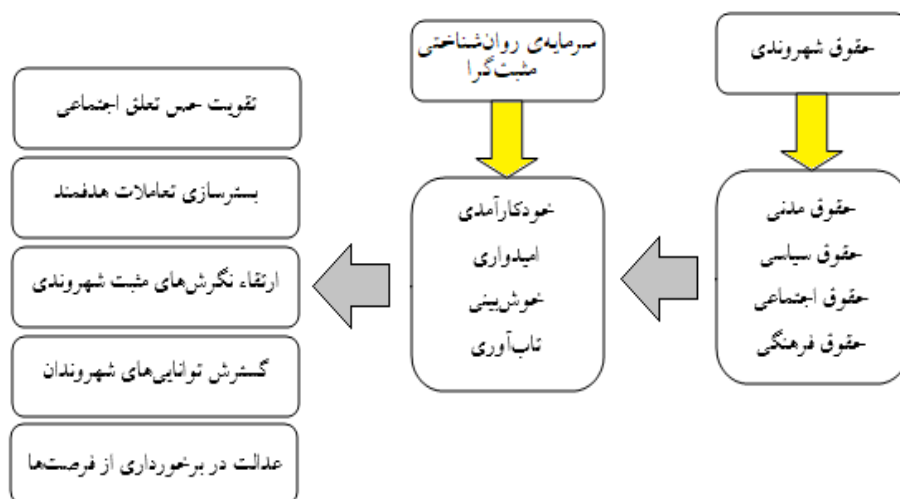 حقوق شهروندی
حقوق مدنی
حقوق سیاسی
حقوق اجتماعی
حقوق فرهنگی
سرمایه‌ی روان‌شناختی
مثبت‌گرا
خودکارآمدی
امیدواری
خوش‌بینی
تاب‌آوری
تقویت حس تعلق اجتماعی
بسترسازی تعاملات هدفمند
ارتقاء نگرش‌های مثبت شهروندی
گسترش توانایی‌های شهروندان
عدالت در برخورداری از فرصت‌ها